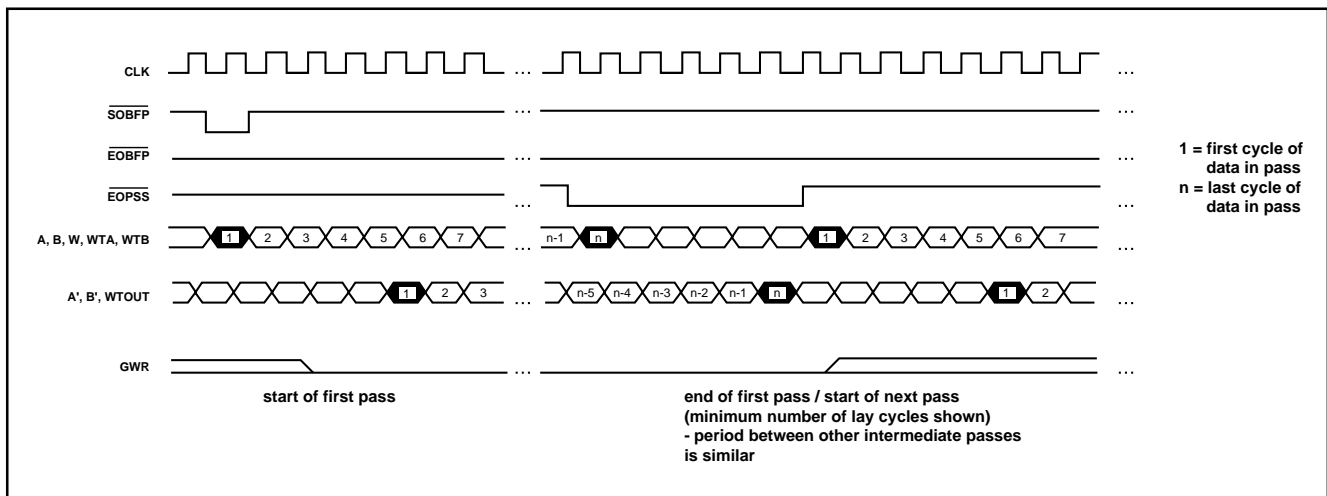 CLK ... ...
SOBFP ... ...
EOBFP ... ...
EOPSS ... ...
1 = first cycle of
data in pass
n = last cycle of
data in pass
A, B, W, WTA, WTB 1 2 3 4 5 6 7 ... n-1 n 1 2 3 4 5 6 7 ...
A', B', WTOUT 1 2 3 ... n-5 n-4 n-3 n-2 n-1 n 1 2 ...
GWR ... ...
start of first pass
end of first pass / start of next pass
(minimum number of lay cycles shown)
- period between other intermediate passes
is similar